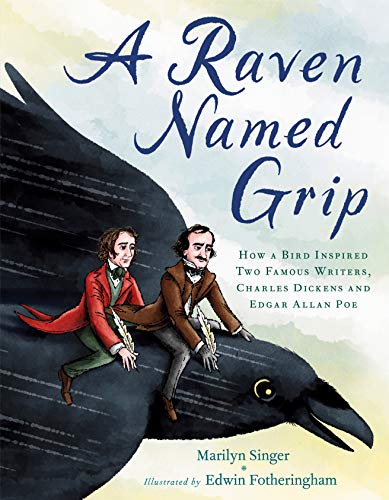 A Raven
Named
Grip
How a Bird Inspired
Two Famous Writers,
Charles Dickens and
Edgar Allan Poe
Marilyn Singer
*
Illustrated by Edwin Fotheringham